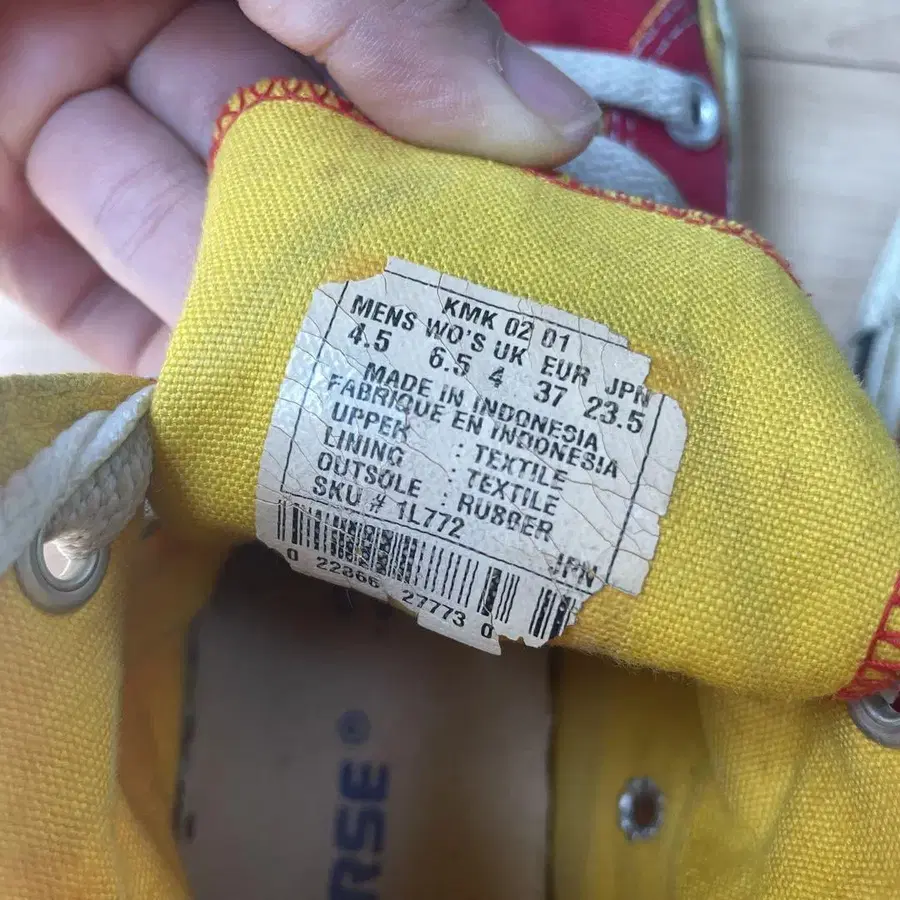 KMK 02 01
MENS WO'S UK EUR JPN
4.5 6.5 4 37 23.5
MADE IN INDONESIA
FABRIQUE EN INDONESIA
UPPER : TEXTILE
LINING : TEXTILE
OUTSOLE : RUBBER
SKU # 1L772
JPN
0 22866 27773 0
RSE ®